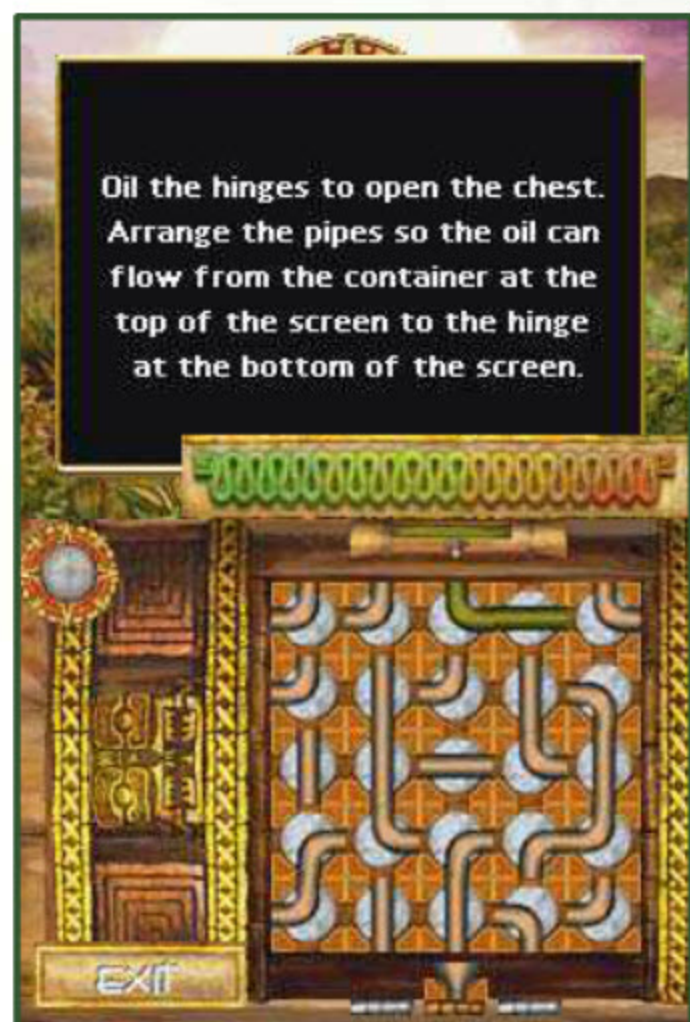 Oil the hinges to open the chest.
Arrange the pipes so the oil can
flow from the container at the
top of the screen to the hinge
at the bottom of the screen.
EXIT